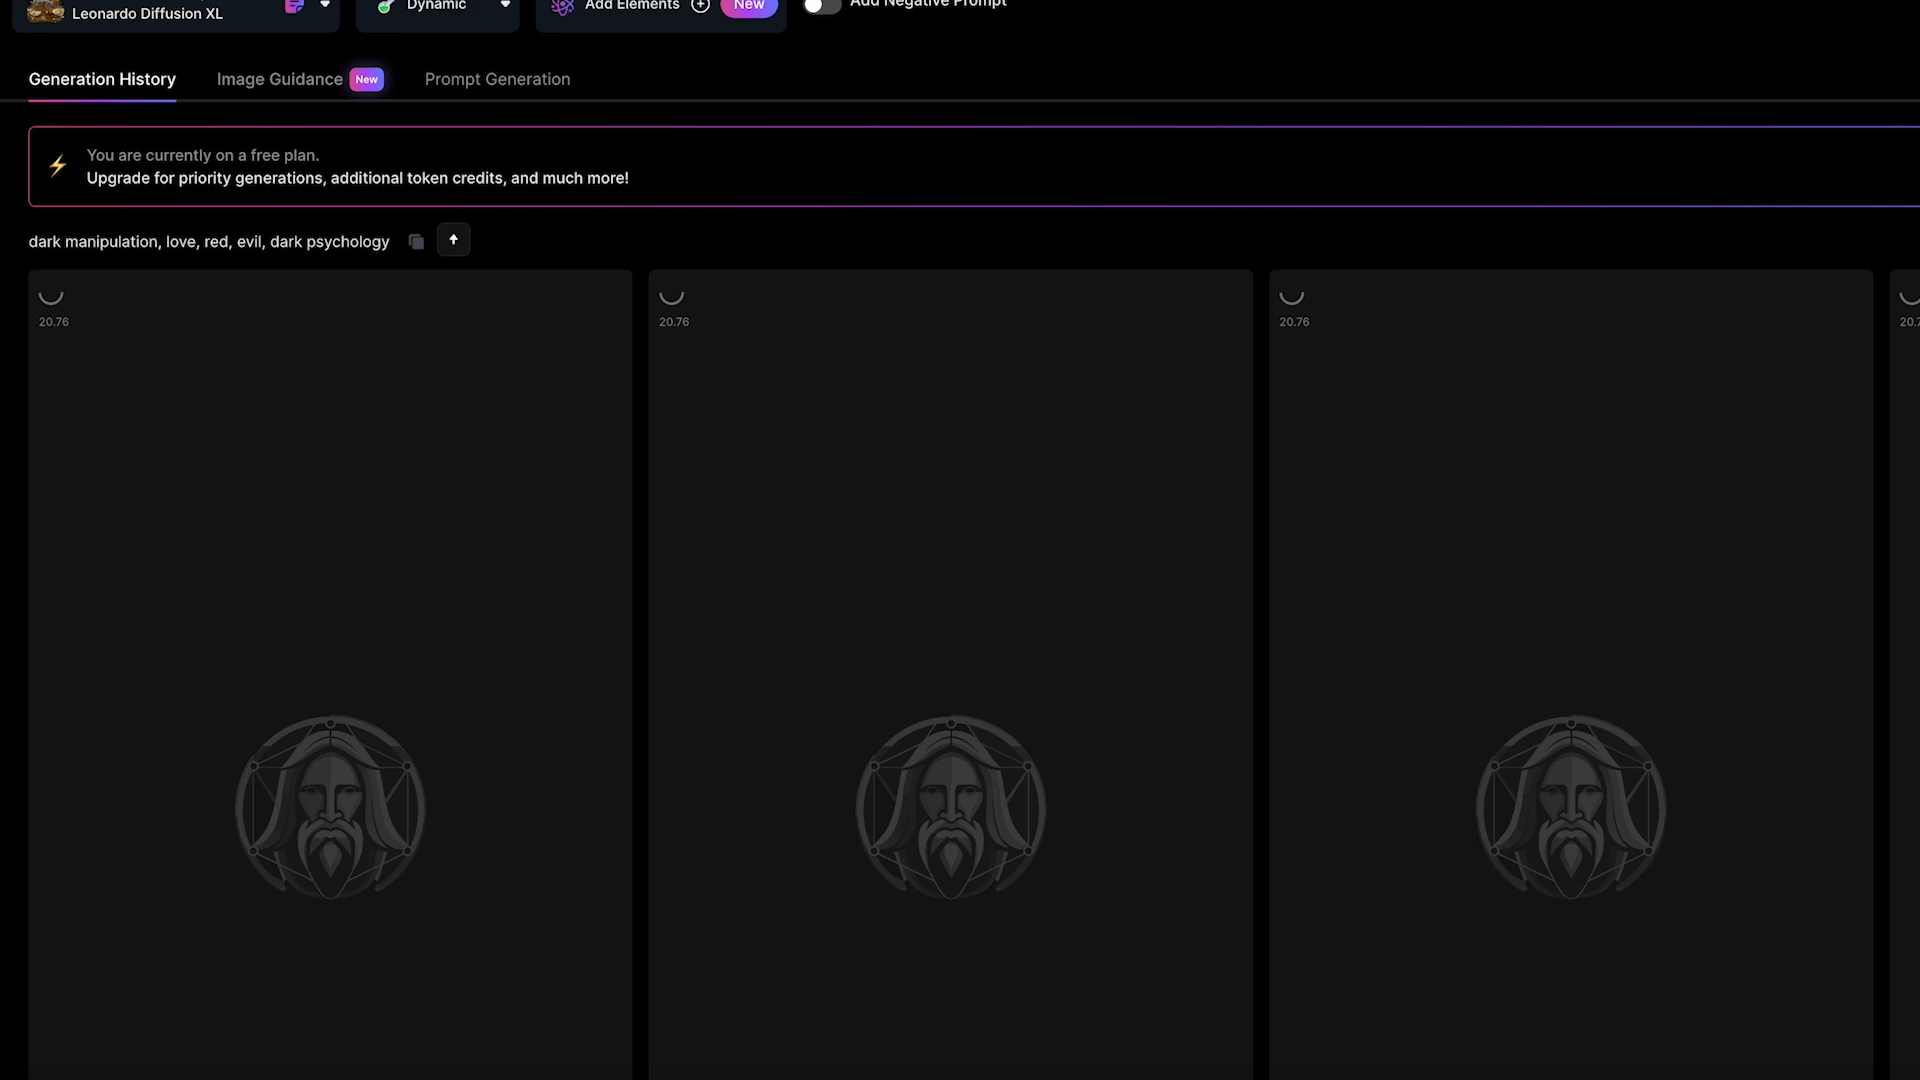 Leonardo Diffusion XL
Dynamic
Add Elements
New
Add Negative Prompt
Generation History
Image Guidance
New
Prompt Generation
You are currently on a free plan.
Upgrade for priority generations, additional token credits, and much more!
dark manipulation, love, red, evil, dark psychology
20.76
20.76
20.76
20.7